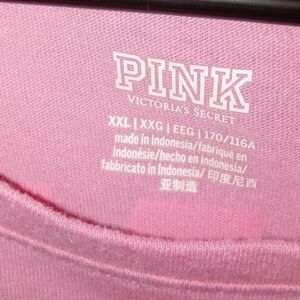 PINK
VICTORIA'S SECRET
XXL | XXG | EEG | 170/116A
made in Indonesia/fabriqué en
Indonésie/hecho en Indonesia/
fabbricato in Indonesia/ 印度尼西
亚制造